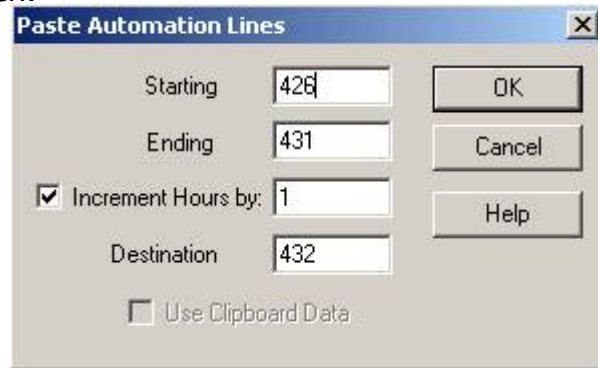 Paste Automation Lines
Starting 426 OK
Ending 431 Cancel
Increment Hours by: 1 Help
Destination 432
Use Clipboard Data